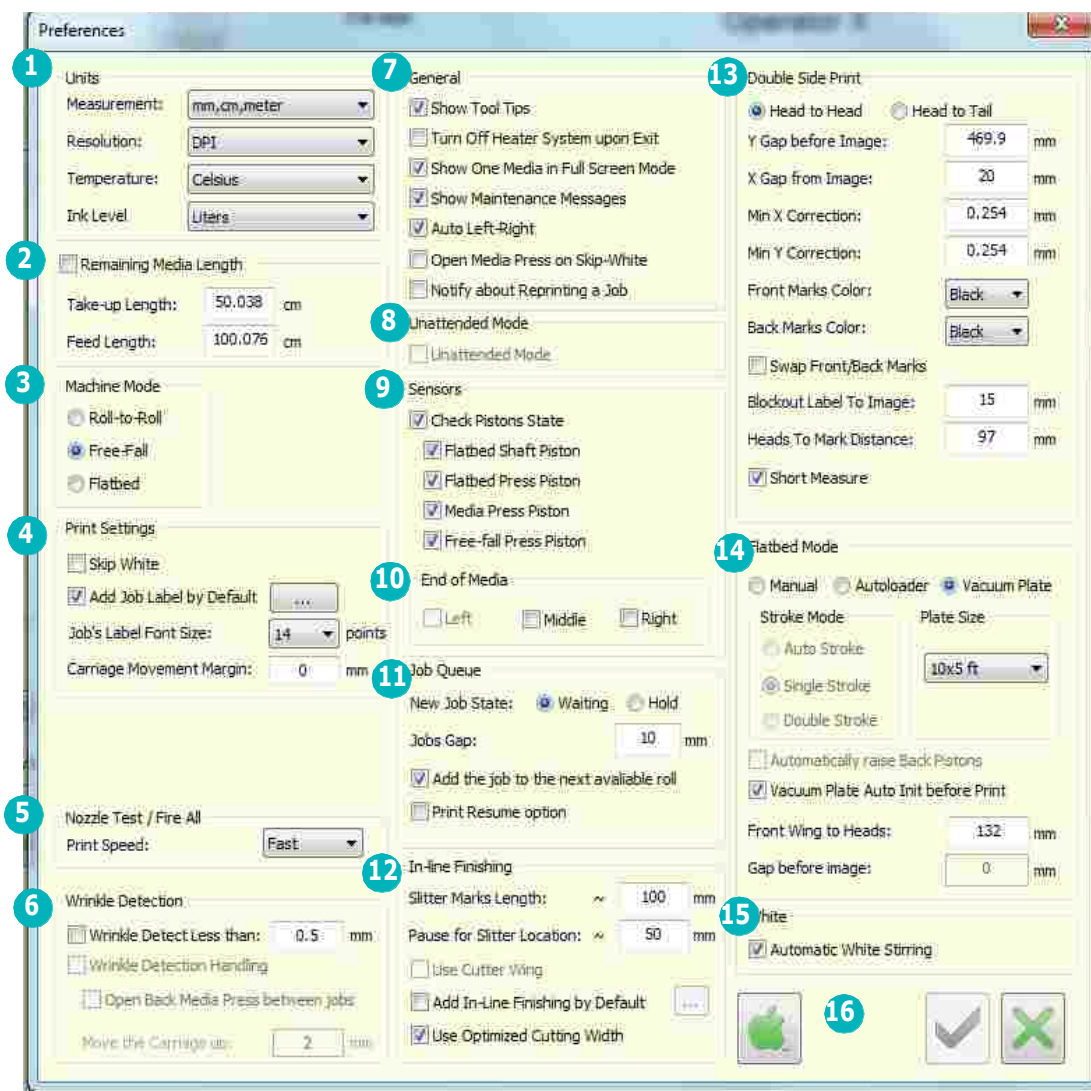 Preferences
Operator X
1
Units
Measurement: mm,cm,meter
Resolution: DPI
Temperature: Celsius
Ink Level Liters
2
Remaining Media Length
Take-up Length: 50.038 cm
Feed Length: 100.076 cm
3
Machine Mode
Roll-to-Roll
Free-Fall
Flatbed
4
Print Settings
Skip White
Add Job Label by Default ...
Job's Label Font Size: 14 points
Carriage Movement Margin: 0 mm
5
Nozzle Test / Fire All
Print Speed: Fast
6
Wrinkle Detection
Wrinkle Detect Less than: 0.5 mm
Wrinkle Detection Handling
Open Back Media Press between jobs
Move the Carriage up: 2 mm
7
General
Show Tool Tips
Turn Off Heater System upon Exit
Show One Media in Full Screen Mode
Show Maintenance Messages
Auto Left-Right
Open Media Press on Skip-White
Notify about Reprinting a Job
8
Unattended Mode
Unattended Mode
9
Sensors
Check Pistons State
Flatbed Shaft Piston
Flatbed Press Piston
Media Press Piston
Free-fall Press Piston
10
End of Media
Left Middle Right
11
Job Queue
New Job State: Waiting Hold
Jobs Gap: 10 mm
Add the job to the next avaliable roll
Print Resume option
12
In-line Finishing
Slitter Marks Length: ~ 100 mm
Pause for Slitter Location: ~ 50 mm
Use Cutter Wing
Add In-Line Finishing by Default ...
Use Optimized Cutting Width
13
Double Side Print
Head to Head Head to Tail
Y Gap before Image: 469.9 mm
X Gap from Image: 20 mm
Min X Correction: 0.254 mm
Min Y Correction: 0.254 mm
Front Marks Color: Black
Back Marks Color: Black
Swap Front/Back Marks
Blockout Label To Image: 15 mm
Heads To Mark Distance: 97 mm
Short Measure
14
Flatbed Mode
Manual Autoloader Vacuum Plate
Stroke Mode Plate Size
Auto Stroke
10x5 ft
Single Stroke
Double Stroke
Automatically raise Back Pistons
Vacuum Plate Auto Init before Print
Front Wing to Heads: 132 mm
Gap before image: 0 mm
15
White
Automatic White Stirring
16